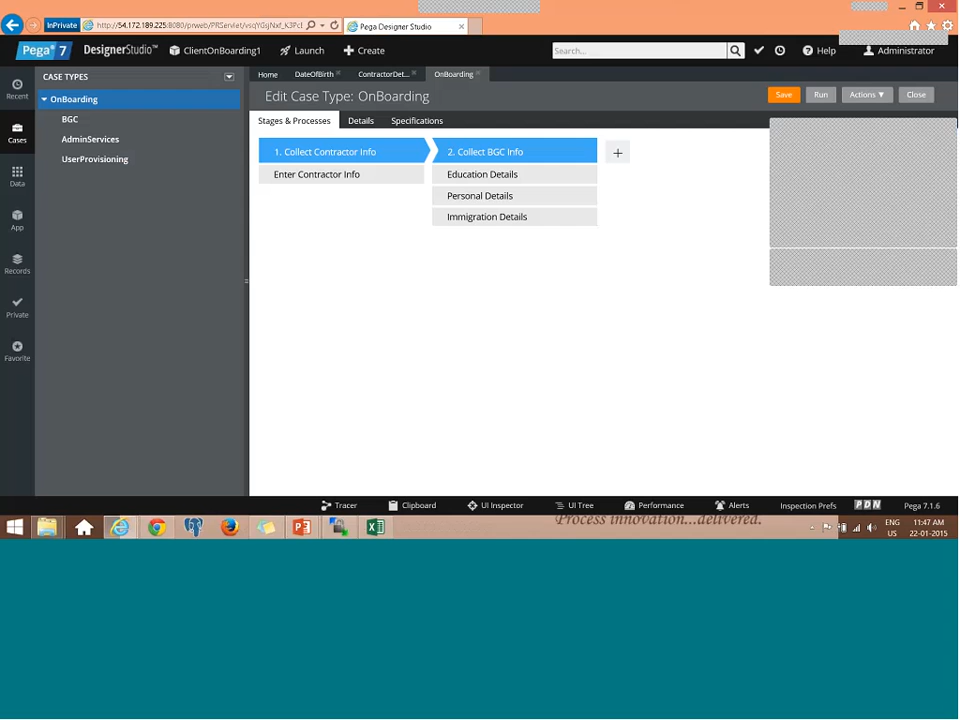 InPrivate http://54.172.189.225:8080/prweb/PRServlet/ Pega Designer Studio
Pega 7 DesignerStudio™ ClientOnBoarding1 Launch Create Search... Help Administrator
Recent
CASE TYPES
Home DateOfBirth ContractorDet... OnBoarding
OnBoarding
Edit Case Type: OnBoarding
Save Run Actions Close
BGC
Stages & Processes Details Specifications
Cases
AdminServices
1. Collect Contractor Info 2. Collect BGC Info
UserProvisioning
Enter Contractor Info Education Details
Data
Personal Details
Immigration Details
App
Records
Private
Favorite
Tracer Clipboard UI Inspector UI Tree Performance Alerts Inspection Prefs PDN Pega 7.1.6
Process innovation...delivered.
ENG 11:47 AM
US 22-01-2015